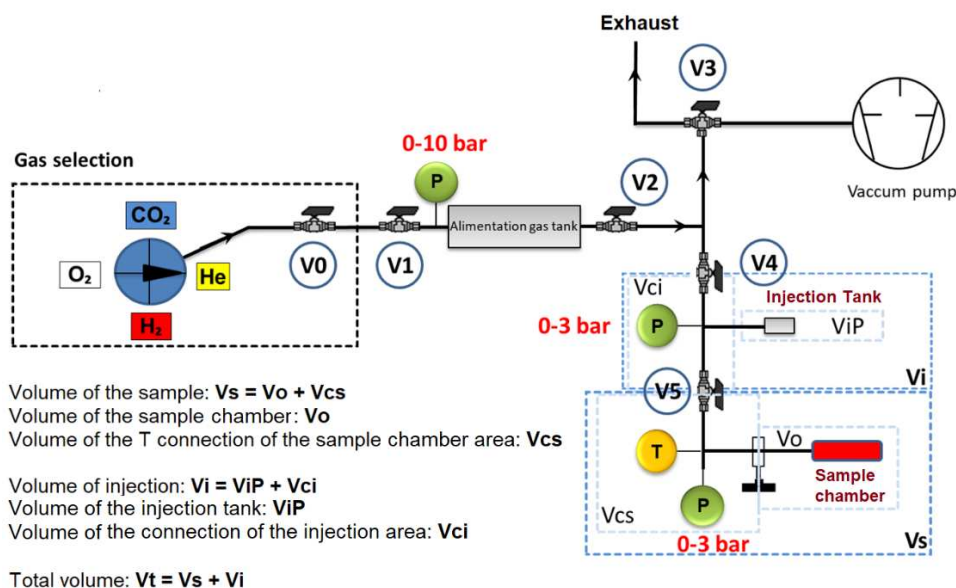 Exhaust
V3
Gas selection
0-10 bar
P
V2
Vaccum pump
CO₂
Alimentation gas tank
O₂
He
V0
V1
V4
H₂
Vci
Injection Tank
0-3 bar
P
ViP
V5
Vi
Volume of the sample: Vs = Vo + Vcs
Volume of the sample chamber: Vo
Volume of the T connection of the sample chamber area: Vcs
Volume of injection: Vi = ViP + Vci
Volume of the injection tank: ViP
Volume of the connection of the injection area: Vci
Total volume: Vt = Vs + Vi
Vo
T
Sample
chamber
Vcs
P
Vs
0-3 bar